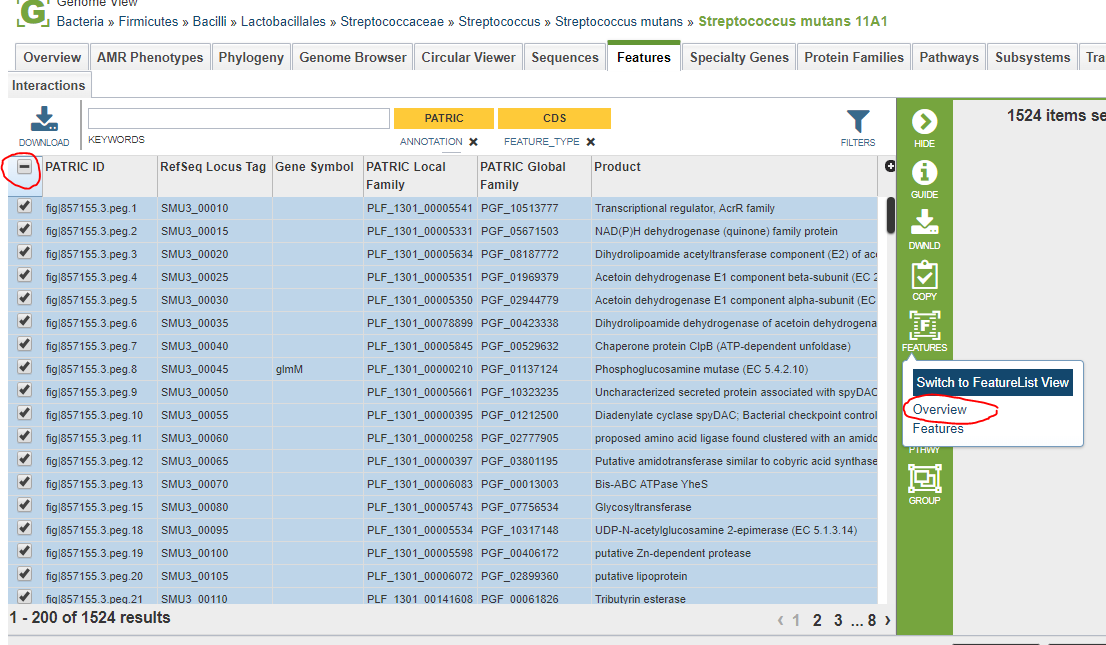 Genome View
Bacteria » Firmicutes » Bacilli » Lactobacillales » Streptococcaceae » Streptococcus » Streptococcus mutans » Streptococcus mutans 11A1
Overview AMR Phenotypes Phylogeny Genome Browser Circular Viewer Sequences Features Specialty Genes Protein Families Pathways Subsystems Tra
Interactions
DOWNLOAD KEYWORDS PATRIC CDS
ANNOTATION ✖ FEATURE_TYPE ✖ FILTERS
PATRIC ID RefSeq Locus Tag Gene Symbol PATRIC Local Family PATRIC Global Family Product
fig|857155.3.peg.1 SMU3_00010 PLF_1301_00005541 PGF_10513777 Transcriptional regulator, AcrR family
fig|857155.3.peg.2 SMU3_00015 PLF_1301_00005331 PGF_05671503 NAD(P)H dehydrogenase (quinone) family protein
fig|857155.3.peg.3 SMU3_00020 PLF_1301_00005634 PGF_08187772 Dihydrolipoamide acetyltransferase component (E2) of ace
fig|857155.3.peg.4 SMU3_00025 PLF_1301_00005351 PGF_01969379 Acetoin dehydrogenase E1 component beta-subunit (EC 2
fig|857155.3.peg.5 SMU3_00030 PLF_1301_00005350 PGF_02944779 Acetoin dehydrogenase E1 component alpha-subunit (EC
fig|857155.3.peg.6 SMU3_00035 PLF_1301_00078899 PGF_00423338 Dihydrolipoamide dehydrogenase of acetoin dehydrogena
fig|857155.3.peg.7 SMU3_00040 PLF_1301_00005845 PGF_00529632 Chaperone protein ClpB (ATP-dependent unfoldase)
fig|857155.3.peg.8 SMU3_00045 glmM PLF_1301_00000210 PGF_01137124 Phosphoglucosamine mutase (EC 5.4.2.10)
fig|857155.3.peg.9 SMU3_00050 PLF_1301_00005661 PGF_10323235 Uncharacterized secreted protein associated with spyDAC
fig|857155.3.peg.10 SMU3_00055 PLF_1301_00000395 PGF_01212500 Diadenylate cyclase spyDAC; Bacterial checkpoint control
fig|857155.3.peg.11 SMU3_00060 PLF_1301_00000258 PGF_02777905 proposed amino acid ligase found clustered with an amido
fig|857155.3.peg.12 SMU3_00065 PLF_1301_00000397 PGF_03801195 Putative amidotransferase similar to cobyric acid synthase
fig|857155.3.peg.13 SMU3_00070 PLF_1301_00006083 PGF_00013003 Bis-ABC ATPase YheS
fig|857155.3.peg.15 SMU3_00080 PLF_1301_00005743 PGF_07756534 Glycosyltransferase
fig|857155.3.peg.18 SMU3_00095 PLF_1301_00005534 PGF_10317148 UDP-N-acetylglucosamine 2-epimerase (EC 5.1.3.14)
fig|857155.3.peg.19 SMU3_00100 PLF_1301_00005598 PGF_00406172 putative Zn-dependent protease
fig|857155.3.peg.20 SMU3_00105 PLF_1301_00006072 PGF_02899360 putative lipoprotein
fig|857155.3.peg.21 SMU3_00110 PLF_1301_00141608 PGF_00061826 Tributyrin esterase
1 - 200 of 1524 results ‹ 1 2 3 ... 8 ›
HIDE
GUIDE
DWNLD
COPY
FEATURES
PTHWY
GROUP
Switch to FeatureList View
Overview
Features
1524 items se